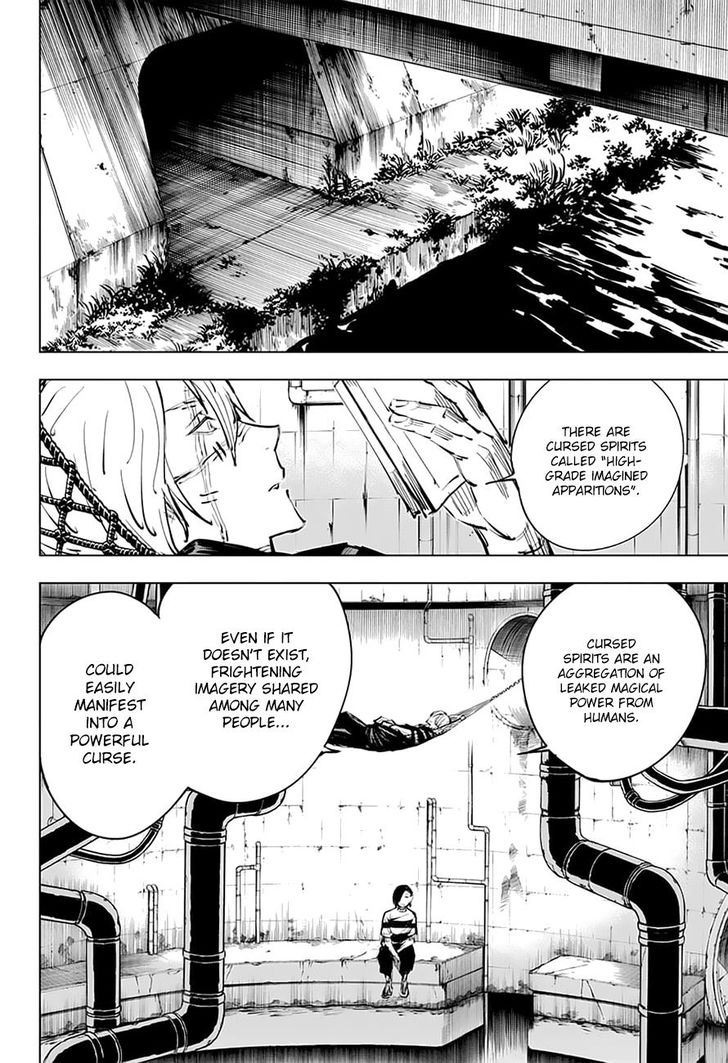 THERE ARE
CURSED SPIRITS
CALLED "HIGH-
GRADE IMAGINED
APPARITIONS".
CURSED
SPIRITS ARE AN
AGGREGATION OF
LEAKED MAGICAL
POWER FROM
HUMANS.
EVEN IF IT
DOESN'T EXIST,
FRIGHTENING
IMAGERY SHARED
AMONG MANY
PEOPLE...
COULD
EASILY
MANIFEST
INTO A
POWERFUL
CURSE.